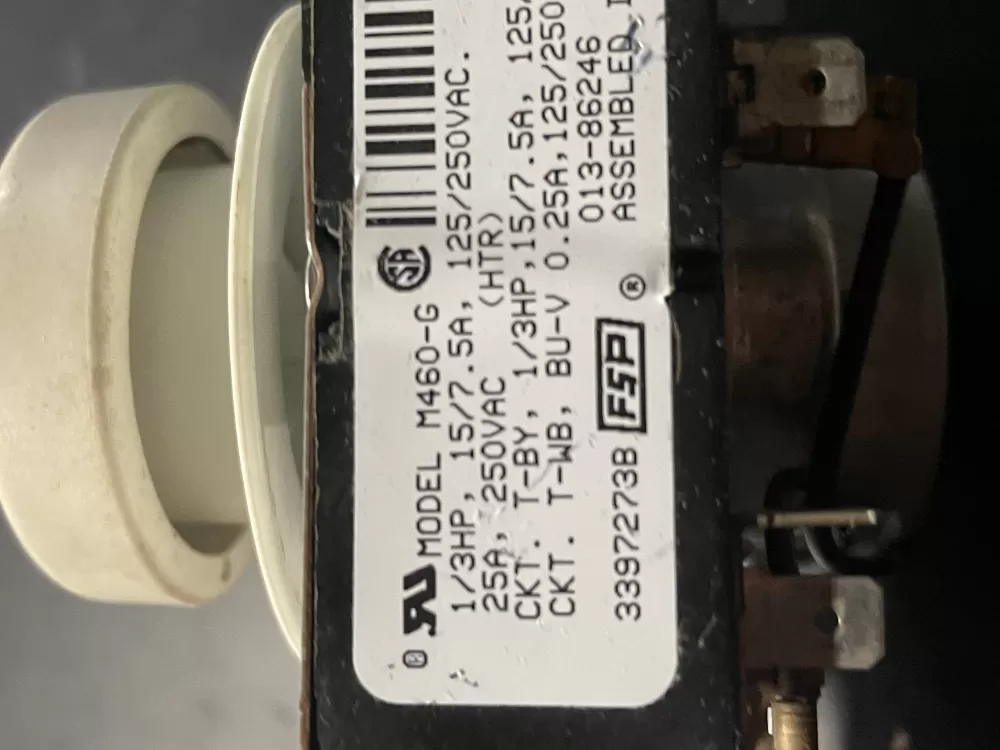 MODEL M460-G
1/3HP, 15/7.5A, 125/250VAC.
25A, 250VAC (HTR)
CKT. T-BY, 1/3HP,15/7.5A, 125
CKT. T-WB, BU-V 0.25A,125/250
013-86246
3397273B FSP ® ASSEMBLED